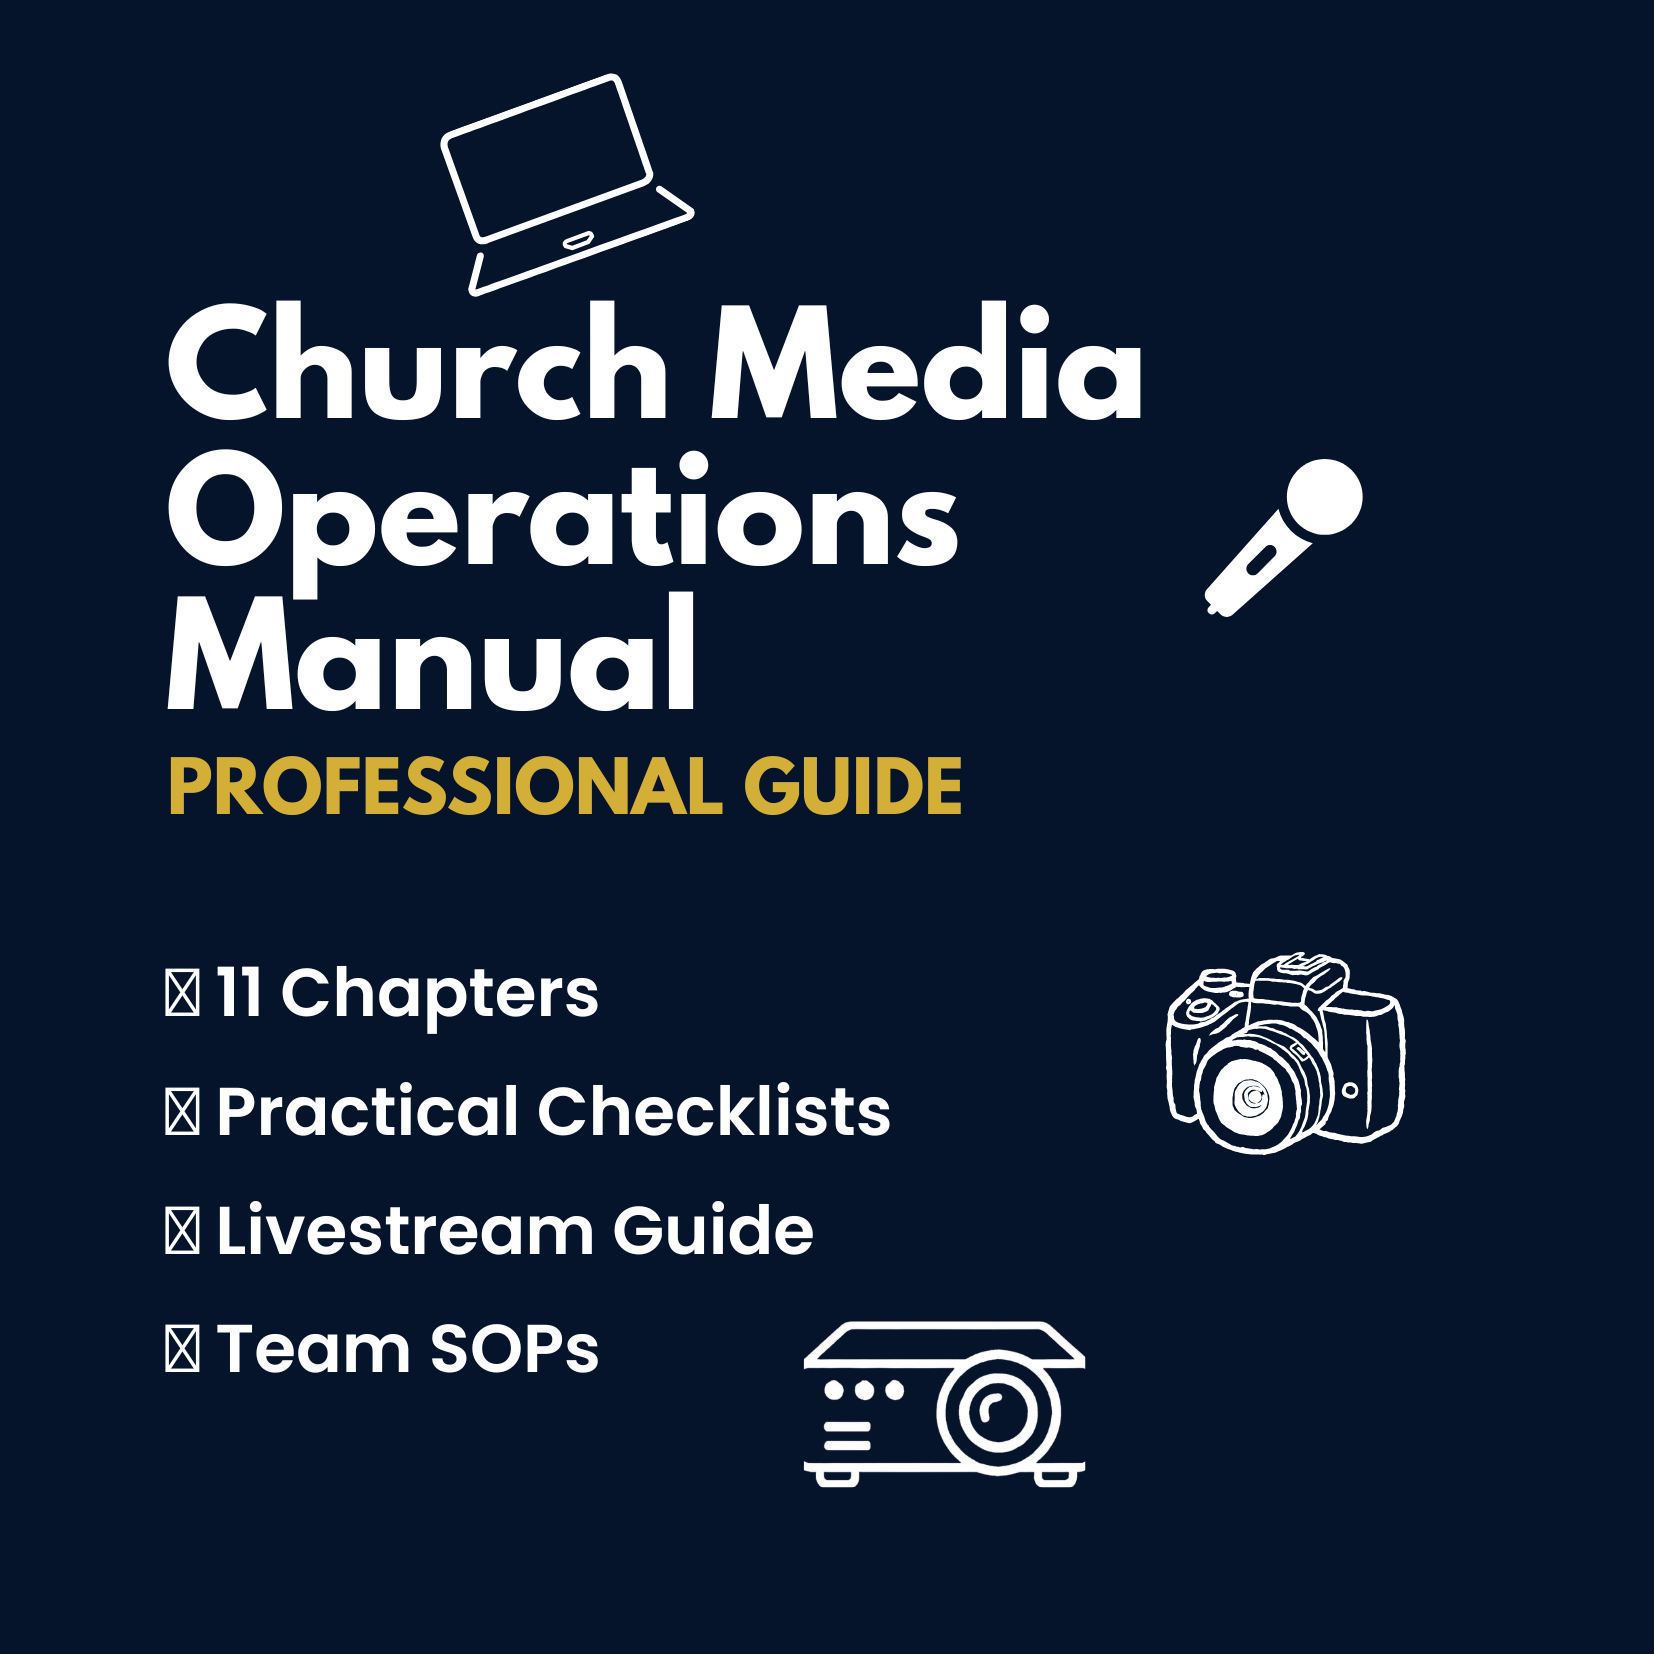 Church Media
Operations
Manual
PROFESSIONAL GUIDE
11 Chapters
Practical Checklists
Livestream Guide
Team SOPs